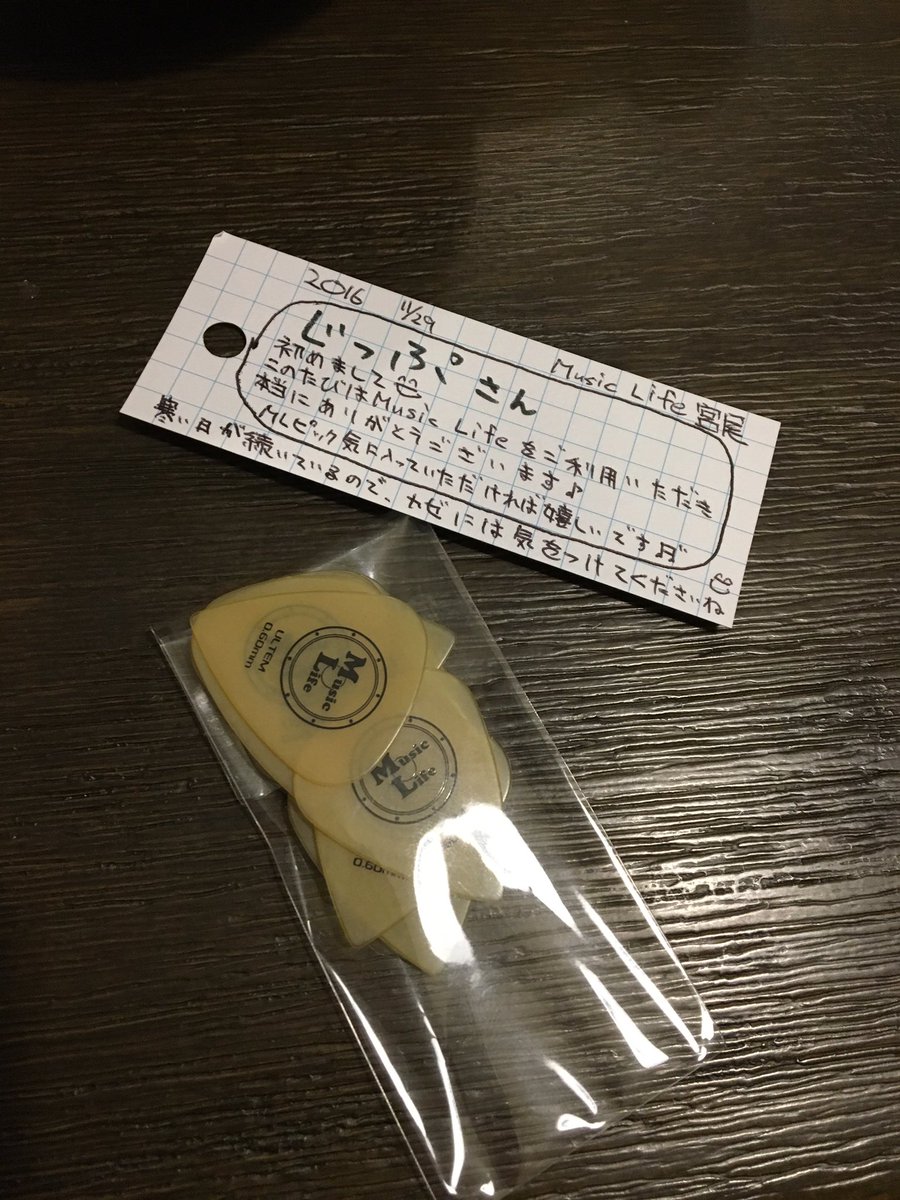 2016 11/29
Music Life 宮尾
じっぷさん
初めまして
このたびはMusic Lifeをご利用いただき
本当にありがとうございます♪
MLピック気に入っていただければ嬉しいです♬
寒い日が続いているので、カゼには気をつけてくださいね
ULTEM
0.60mm
Music
Life
Music
Life
0.60mm